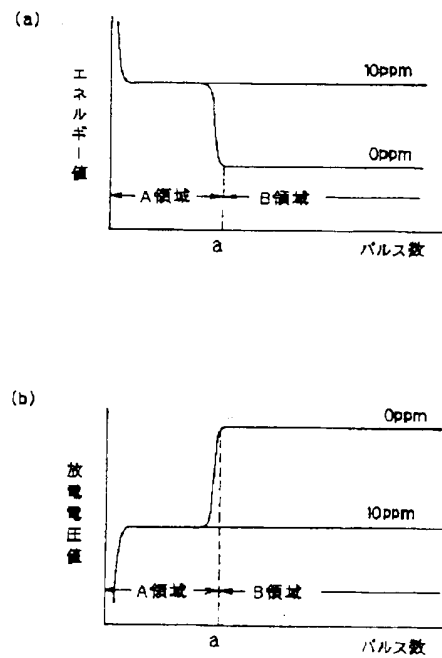 (a)
エネルギー値
10ppm
0ppm
A領域
B領域
a
パルス数
(b)
放電電圧値
0ppm
10ppm
A領域
B領域
a
パルス数